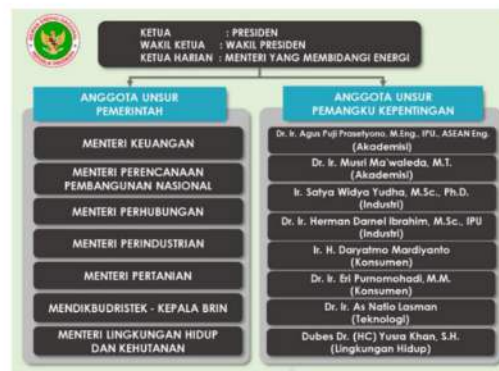 KETUA : PRESIDEN
WAKIL KETUA : WAKIL PRESIDEN
KETUA HARIAN : MENTERI YANG MEMBIDANGI ENERGI
ANGGOTA UNSUR
PEMERINTAH
MENTERI KEUANGAN
MENTERI PERENCANAAN
PEMBANGUNAN NASIONAL
MENTERI PERHUBUNGAN
MENTERI PERINDUSTRIAN
MENTERI PERTANIAN
MENDIKBUDRISTEK - KEPALA BRIN
MENTERI LINGKUNGAN HIDUP
DAN KEHUTANAN
ANGGOTA UNSUR
PEMANGKU KEPENTINGAN
Dr. Ir. Agus Puji Prasetyono, M.Eng., IPU., ASEAN Eng.
(Akademisi)
Dr. Ir. Musri Ma'waleda, M.T.
(Akademisi)
Ir. Satya Widya Yudha, M.Sc., Ph.D.
(Industri)
Dr. Ir. Herman Darnel Ibrahim, M.Sc., IPU
(Industri)
Ir. H. Daryatmo Mardiyanto
(Konsumen)
Dr. Ir. Eri Purnomohadi, M.M.
(Konsumen)
Dr. Ir. As Natio Lasman
(Teknologi)
Dubes Dr. (HC) Yusra Khan, S.H.
(Lingkungan Hidup)